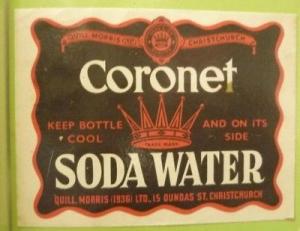 QUILL MORRIS (1936) LTD. CHRISTCHURCH
Coronet
KEEP BOTTLE COOL
AND ON ITS SIDE
TRADE MARK
SODA WATER
QUILL, MORRIS (1936) LTD., 15 DUNDAS ST. CHRISTCHURCH